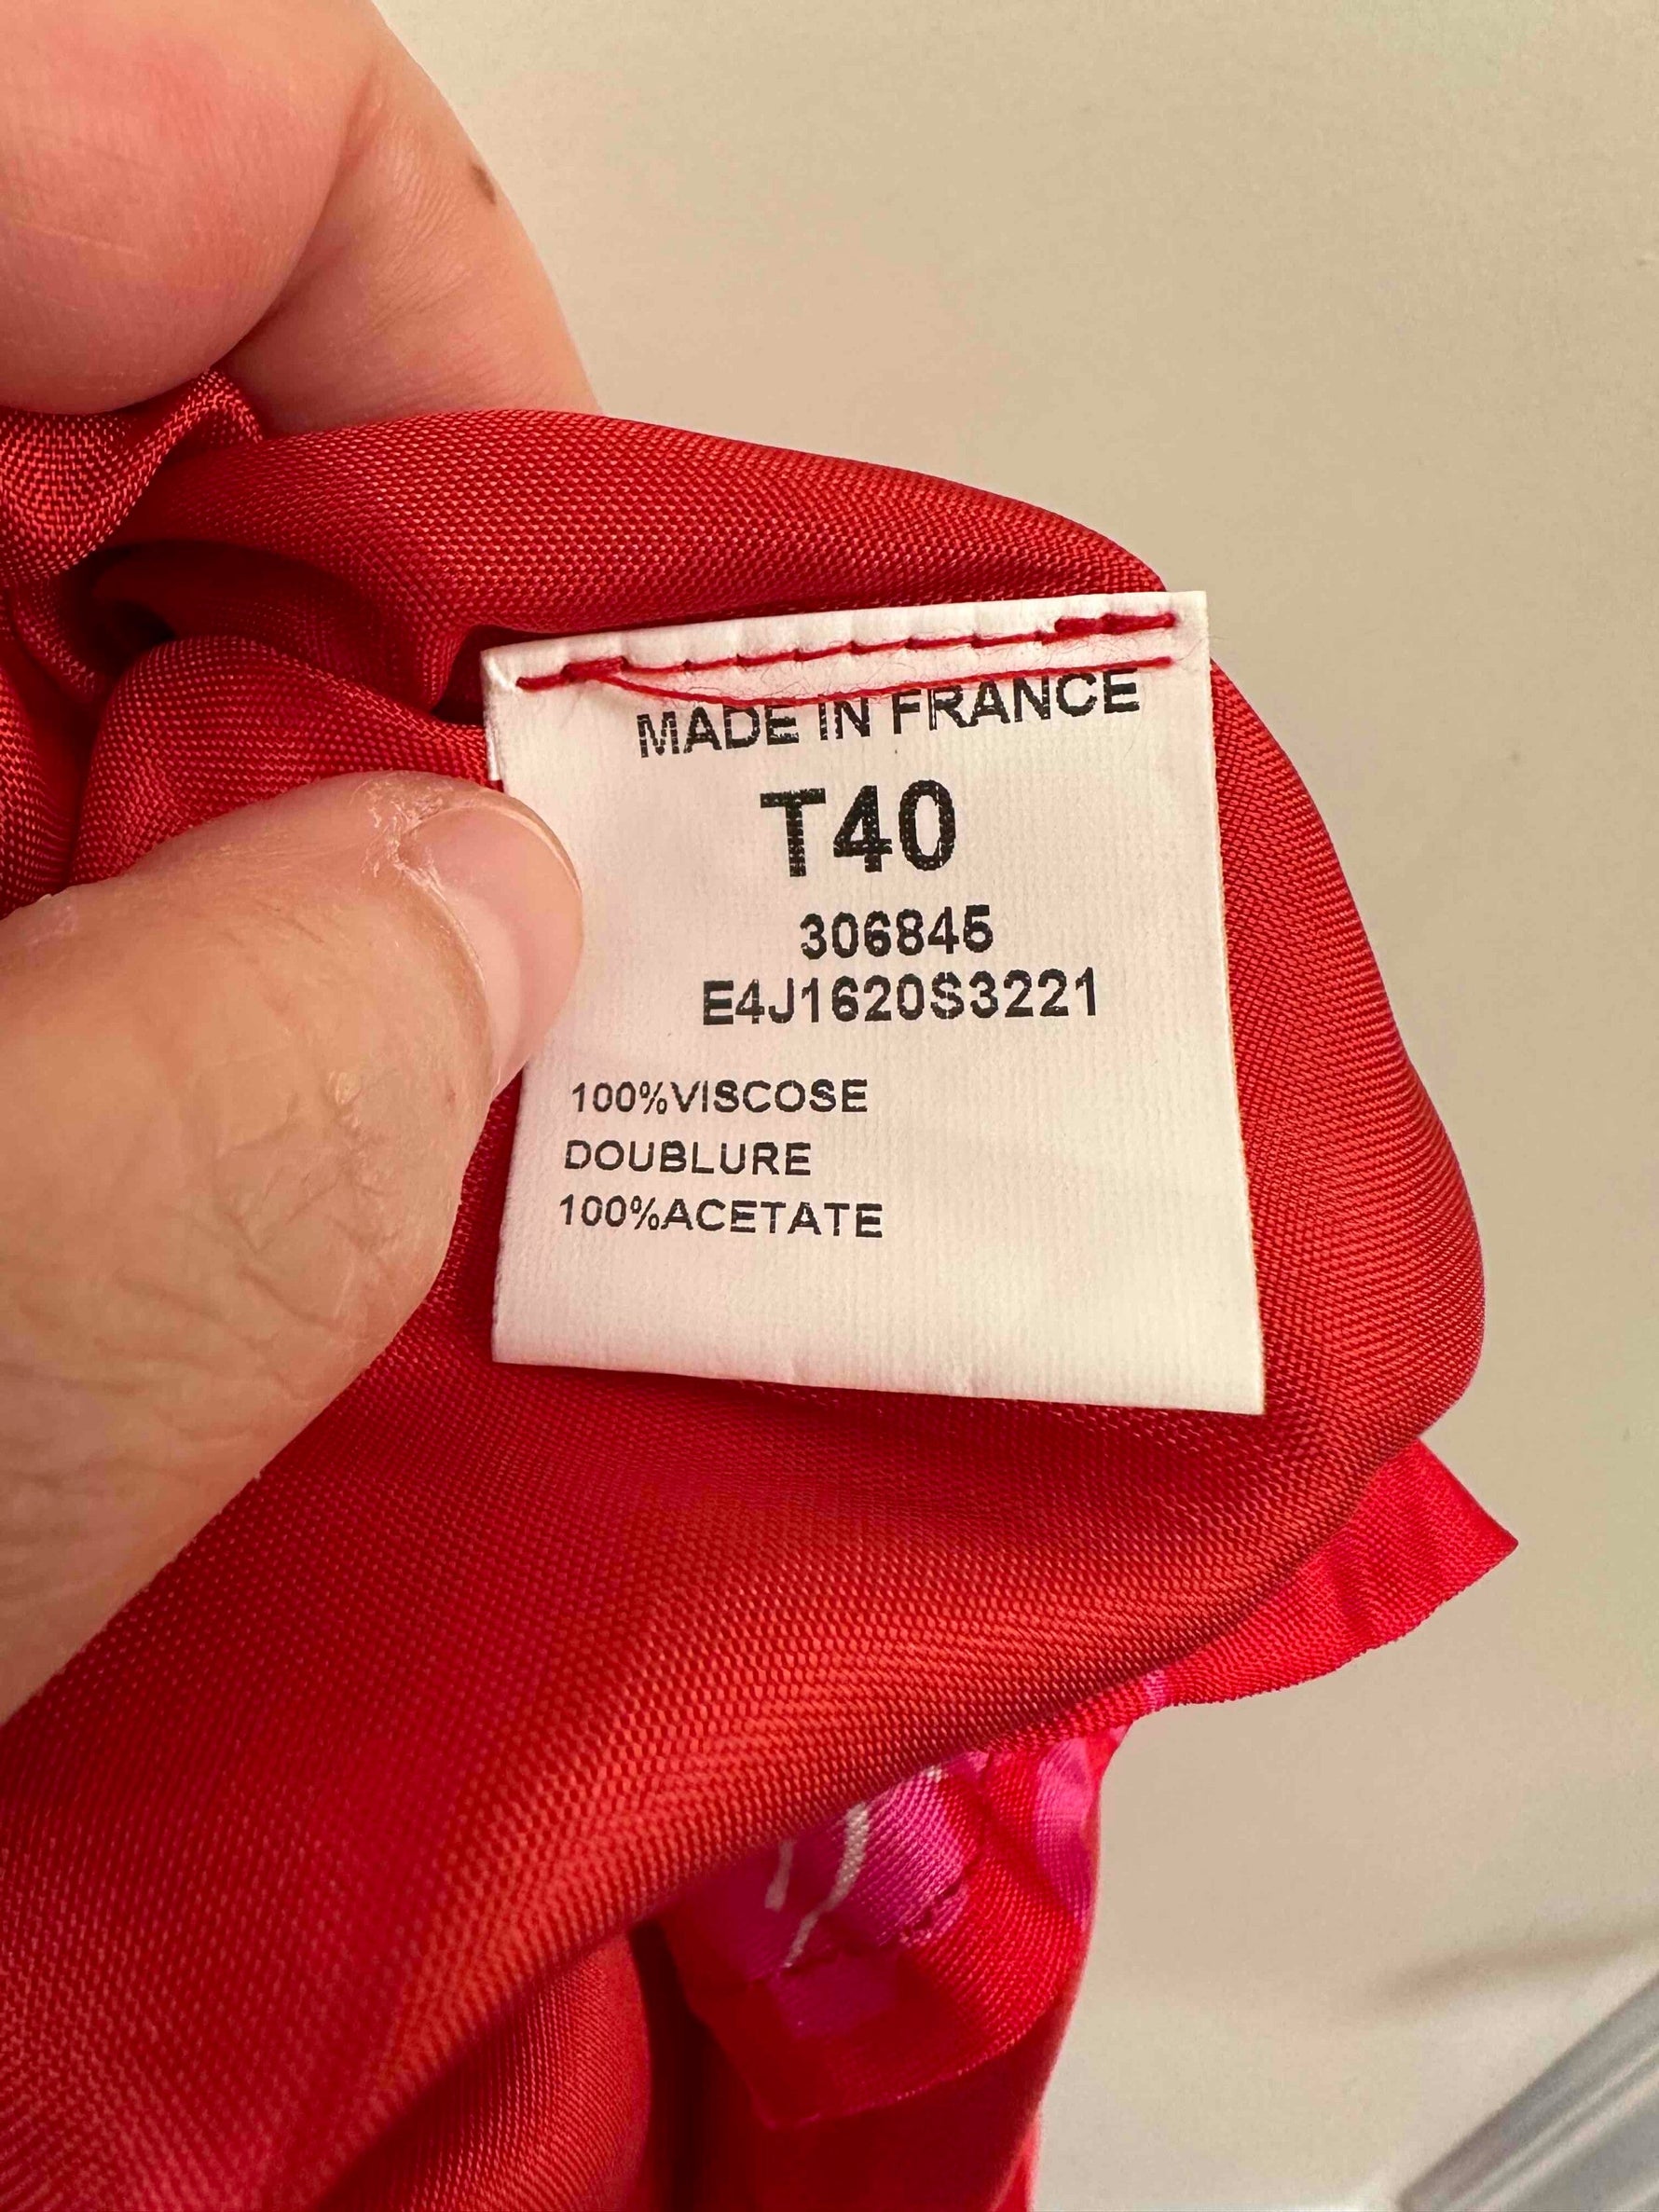 MADE IN FRANCE
T40
306845
E4J1620S3221
100%VISCOSE
DOUBLURE
100%ACETATE